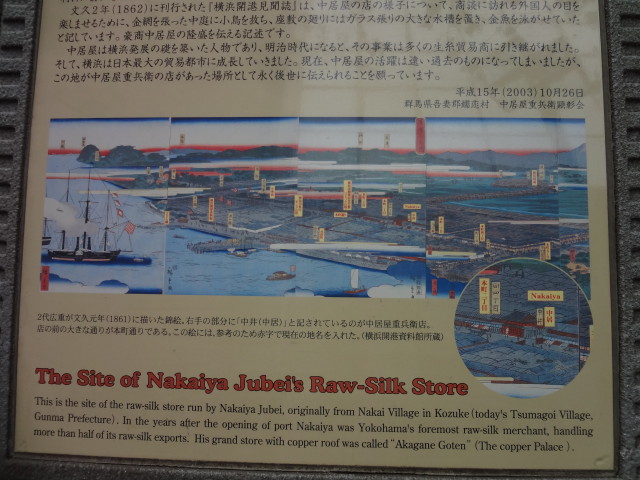 文久2年(1862)に刊行された『横浜開港見聞誌』は、中居屋の店の様子について、商談に訪れる外国人の目を
楽しませるために、金網を張った中庭に小鳥を放ち、座敷の廻りにはガラス張りの大きな水槽を置き、金魚を泳がせていた
と記しています。豪商中居屋の隆盛を伝える記述です。
中居屋は横浜発展の礎を築いた人物であり、明治時代になると、その事業は多くの生糸貿易商に引き継がれました。
そして、横浜は日本最大の貿易都市に成長していきました。現在、中居屋の活躍は遠い過去のものになってしまいましたが、
この地が中居屋重兵衛の店があった場所として永く後世に伝えられることを願っています。
平成15年(2003)10月26日
群馬県吾妻郡嬬恋村 中居屋重兵衛顕彰会
本町二丁目
Nakaiya
中居
2代広重が文久元年(1861)に描いた錦絵。右手の部分に「中井(中居)」と記されているのが中居屋重兵衛店。
店の前の大きな通りが本町通りである。この絵には、参考のため赤字で現在の地名を入れた。(横浜開港資料館所蔵)
The Site of Nakaiya Jubei's Raw-Silk Store
This is the site of the raw-silk store run by Nakaiya Jubei, originally from Nakai Village in Kozuke (today's Tsumagoi Village,
Gunma Prefecture). In the years after the opening of port Nakaiya was Yokohama's foremost raw-silk merchant, handling
more than half of its raw-silk exports. His grand store with copper roof was called "Akagane Goten" (The copper Palace ).